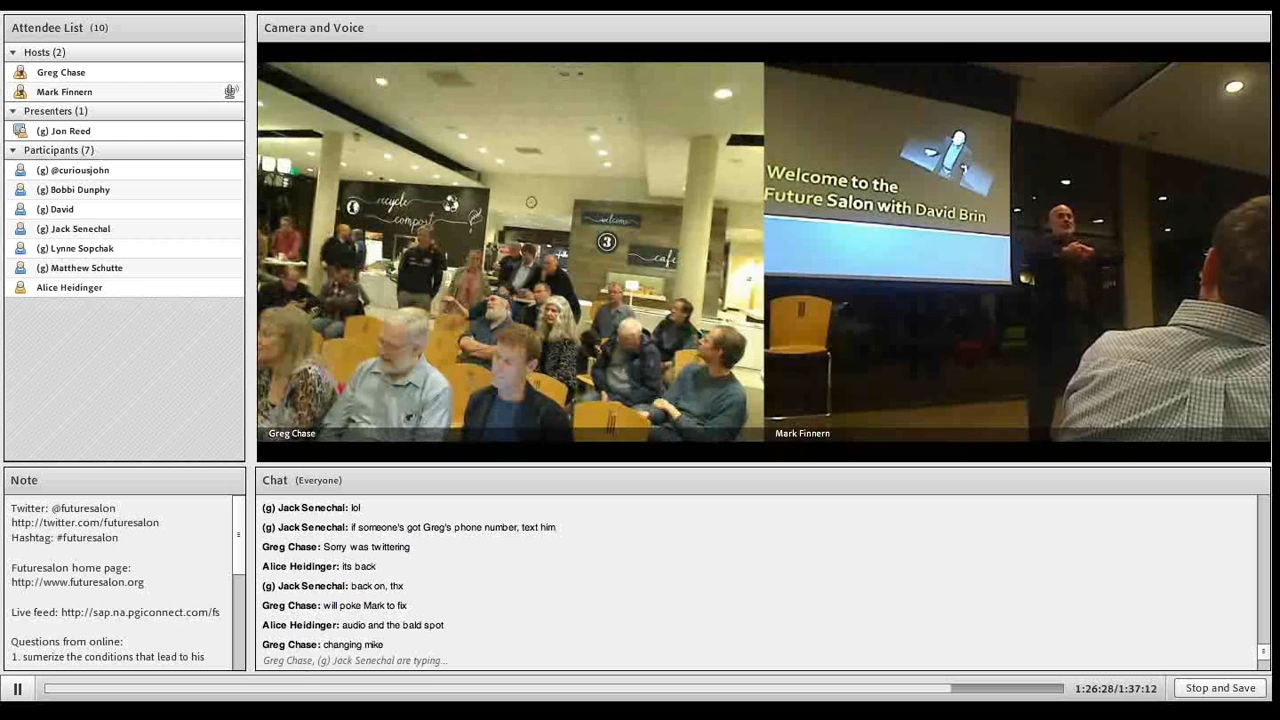 Attendee List (10)
Hosts (2)
Greg Chase
Mark Finnern
Presenters (1)
(g) Jon Reed
Participants (7)
(g) @curiousjohn
(g) Bobbi Dunphy
(g) David
(g) Jack Senechal
(g) Lynne Sopchak
(g) Matthew Schutte
Alice Heidinger
Camera and Voice
recycle
compost
welcome
3
cafe
Greg Chase
Welcome to the
Future Salon with David Brin
Mark Finnern
Note
Twitter: @futuresalon
http://twitter.com/futuresalon
Hashtag: #futuresalon
Futuresalon home page:
http://www.futuresalon.org
Live feed: http://sap.na.pgiconnect.com/fs
Questions from online:
1. sumerize the conditions that lead to his
Chat (Everyone)
(g) Jack Senechal: lol
(g) Jack Senechal: if someone's got Greg's phone number, text him
Greg Chase: Sorry was twittering
Alice Heidinger: its back
(g) Jack Senechal: back on, thx
Greg Chase: will poke Mark to fix
Alice Heidinger: audio and the bald spot
Greg Chase: changing mike
Greg Chase, (g) Jack Senechal are typing...
1:26:28/1:37:12
Stop and Save